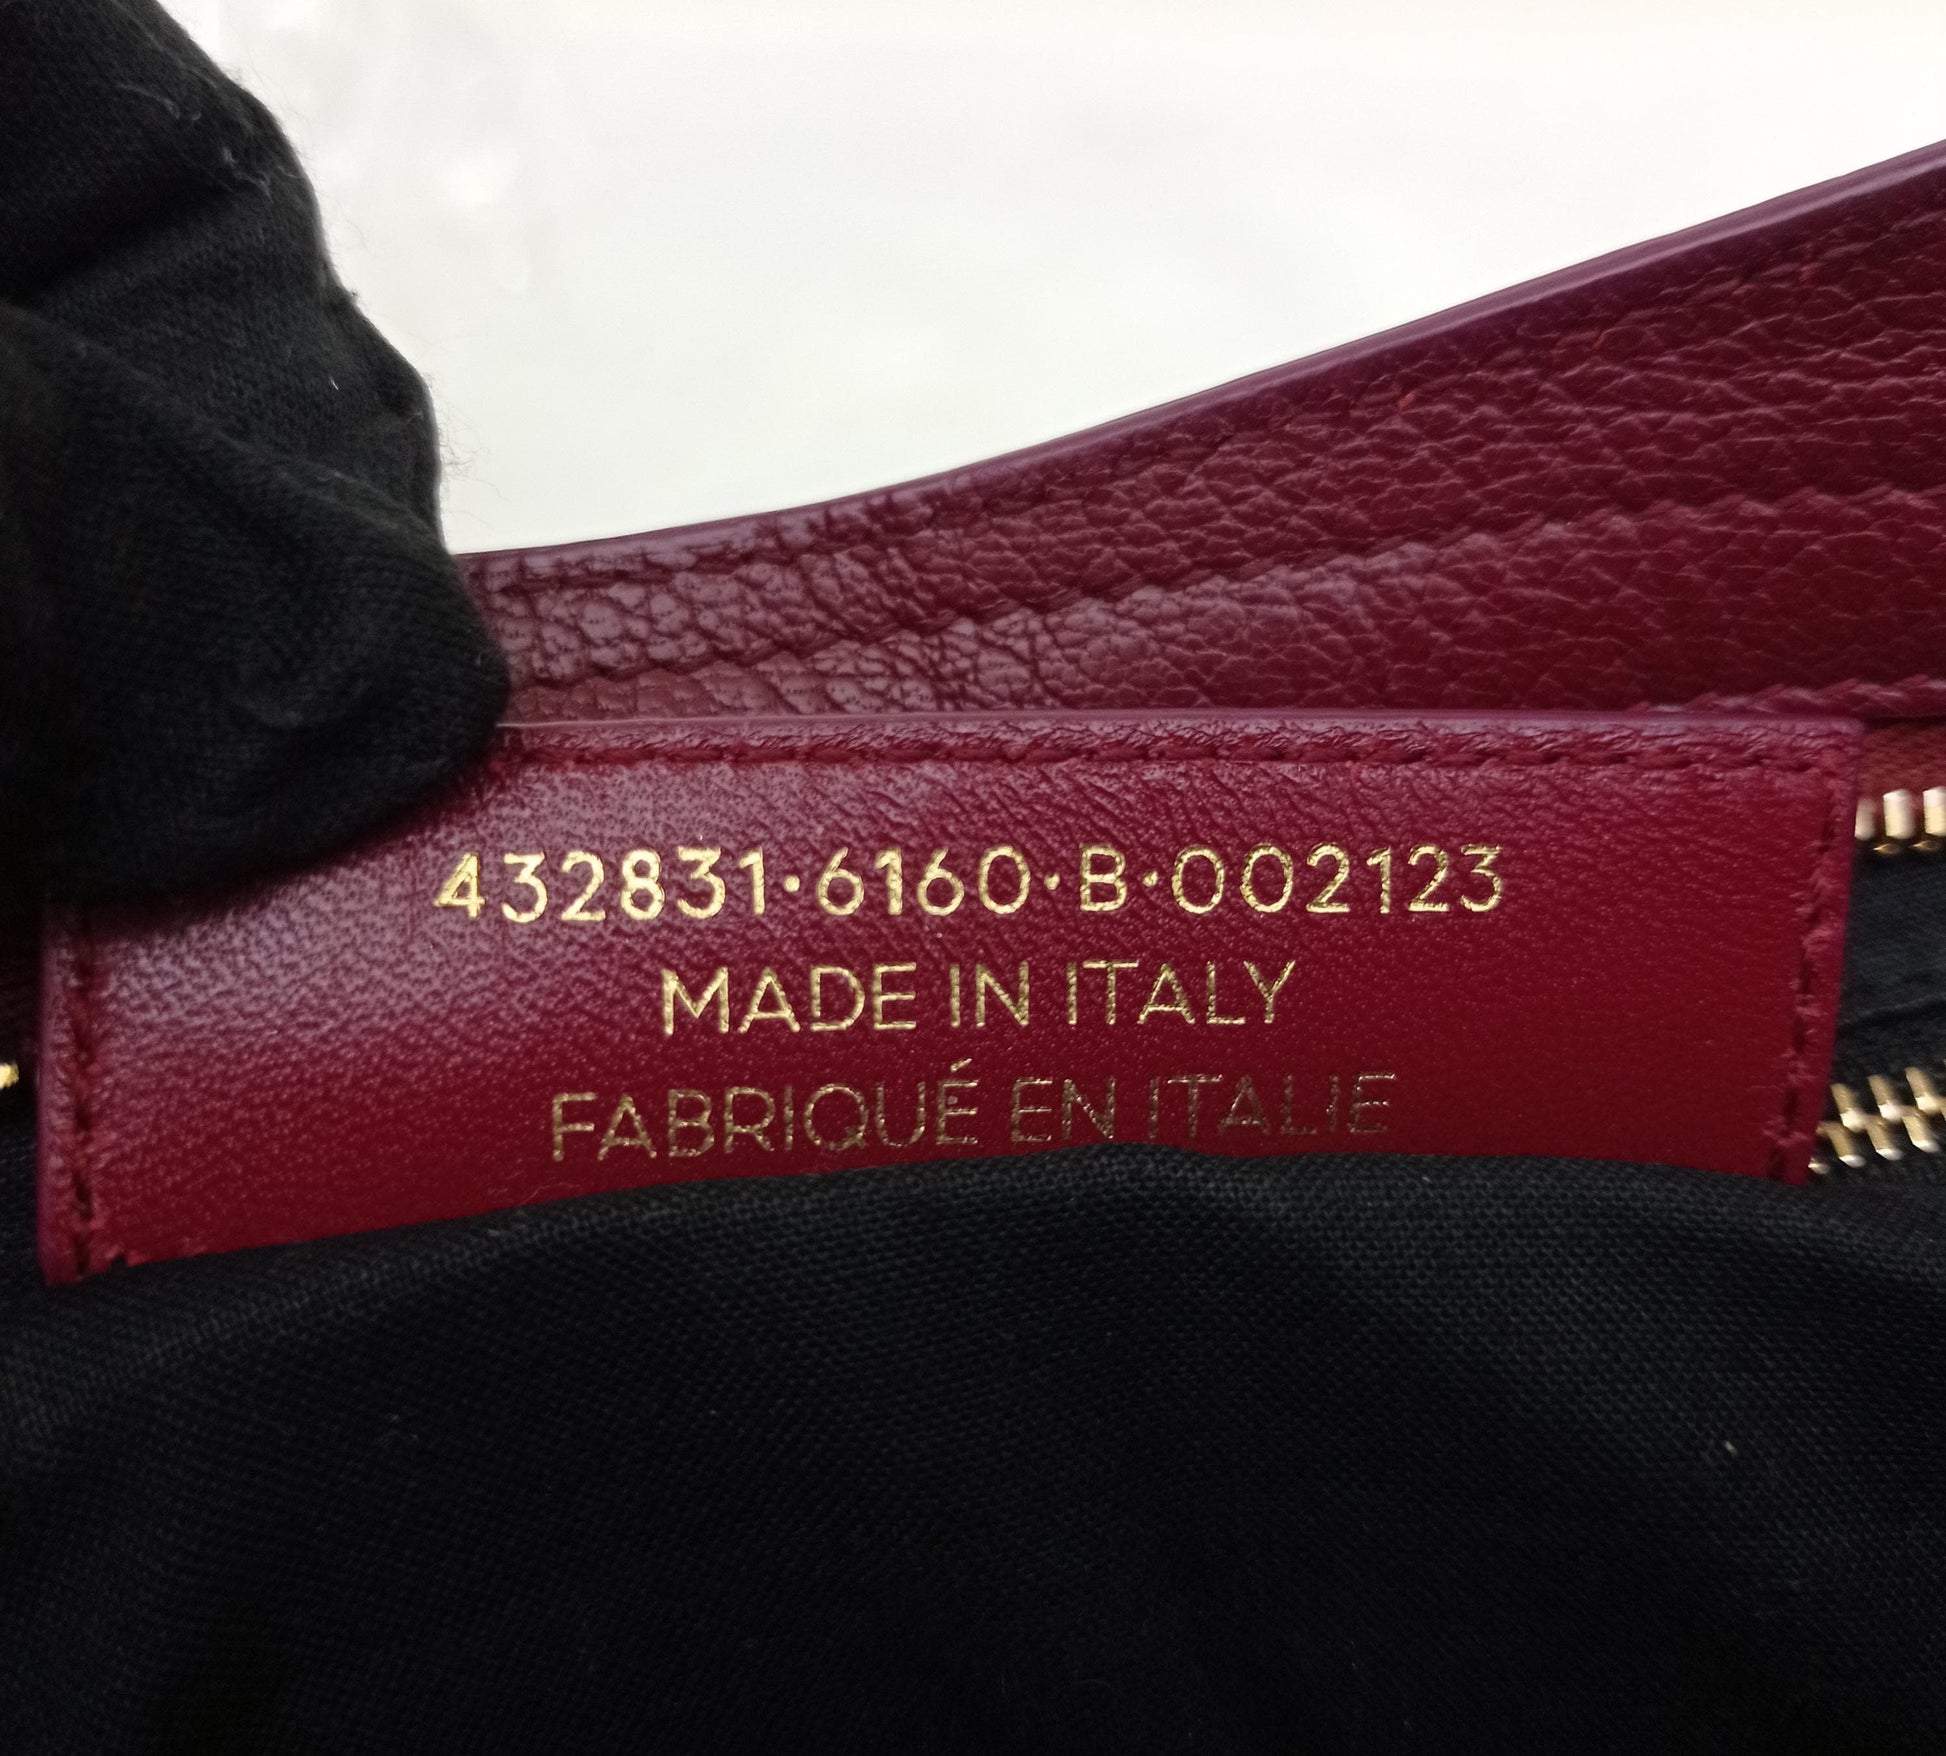 432831·6160·B·002123
MADE IN ITALY
FABRIQUÉ EN ITALIE